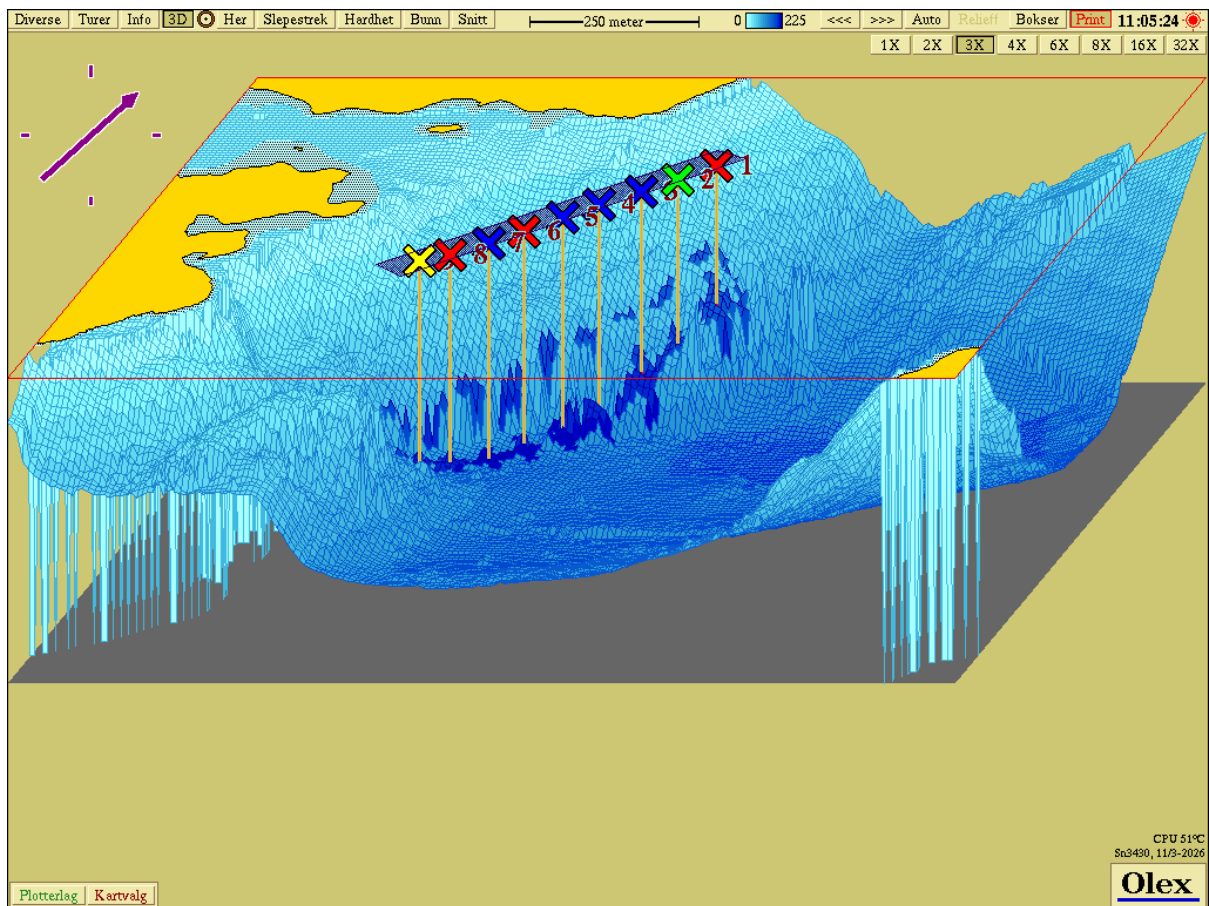 Diverse Turer Info 3D Her Slepestrek Hardhet Bunn Snitt 250 meter 0 225 <<< >>> Auto Relieff Bokser Print 11:05:24
1X 2X 3X 4X 6X 8X 16X 32X
1
2
3
4
5
6
7
8
CPU 51°C
Sn3430, 11/3-2026
Olex
Plotterlag Kartvalg